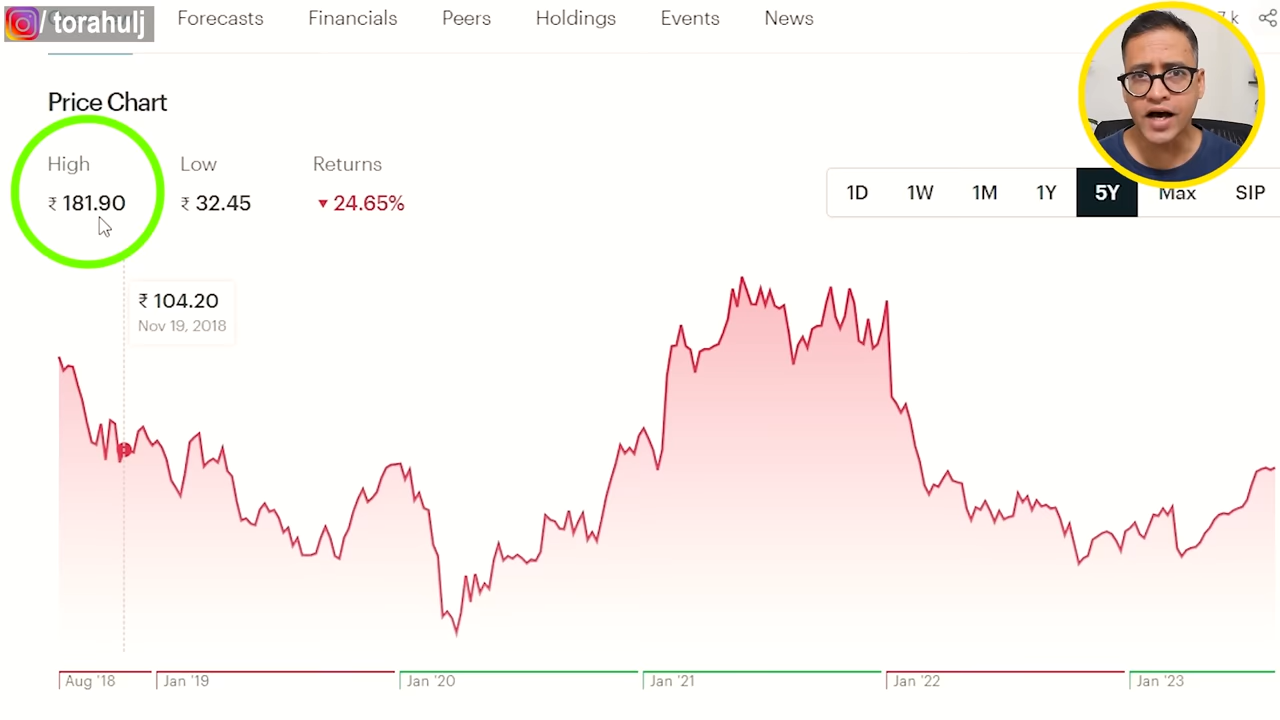 / torahulj
Forecasts
Financials
Peers
Holdings
Events
News
7 k
Price Chart
High
Low
Returns
₹ 181.90
₹ 32.45
▼ 24.65%
1D
1W
1M
1Y
5Y
Max
SIP
₹ 104.20
Nov 19, 2018
Aug '18
Jan '19
Jan '20
Jan '21
Jan '22
Jan '23